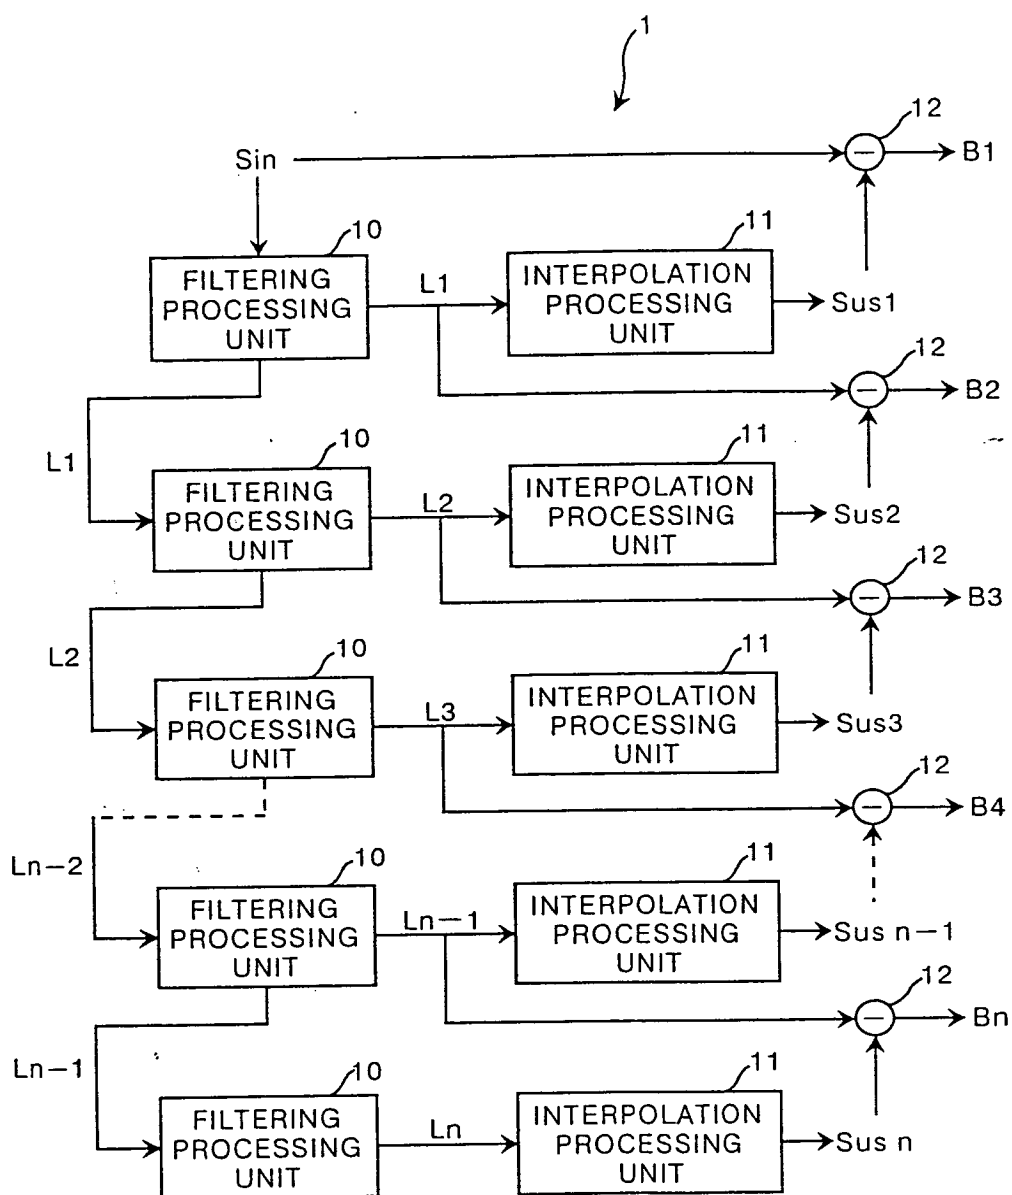 1
12
Sin
B1
10
11
FILTERING
PROCESSING
UNIT
L1
INTERPOLATION
PROCESSING
UNIT
Sus1
12
B2
L1
10
11
FILTERING
PROCESSING
UNIT
L2
INTERPOLATION
PROCESSING
UNIT
Sus2
12
B3
L2
10
11
FILTERING
PROCESSING
UNIT
L3
INTERPOLATION
PROCESSING
UNIT
Sus3
12
B4
Ln-2
10
11
FILTERING
PROCESSING
UNIT
Ln-1
INTERPOLATION
PROCESSING
UNIT
Sus n-1
12
Bn
Ln-1
10
11
FILTERING
PROCESSING
UNIT
Ln
INTERPOLATION
PROCESSING
UNIT
Sus n